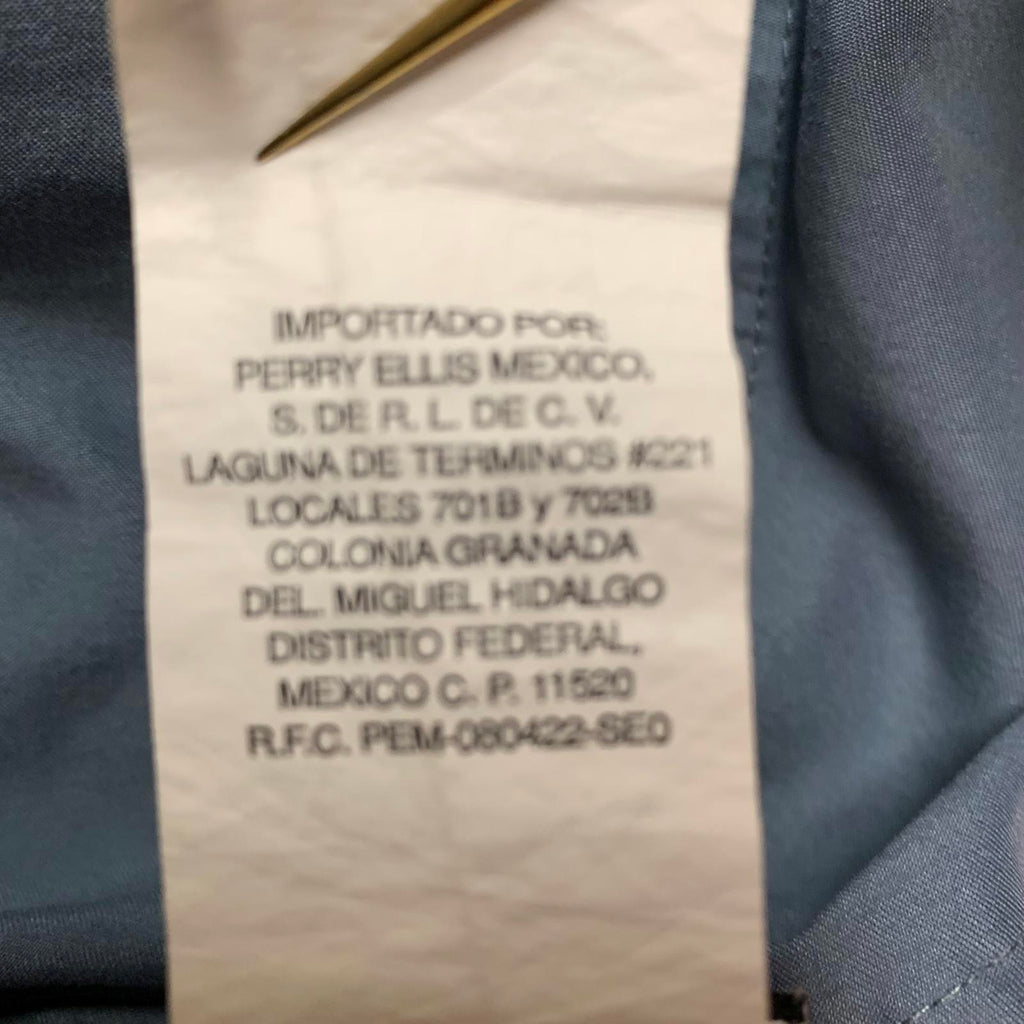 IMPORTADO POR:
PERRY ELLIS MEXICO,
S. DE R. L. DE C. V.
LAGUNA DE TERMINOS #221
LOCALES 701B y 702B
COLONIA GRANADA
DEL. MIGUEL HIDALGO
DISTRITO FEDERAL,
MEXICO C. P. 11520
R.F.C. PEM-080422-SE0